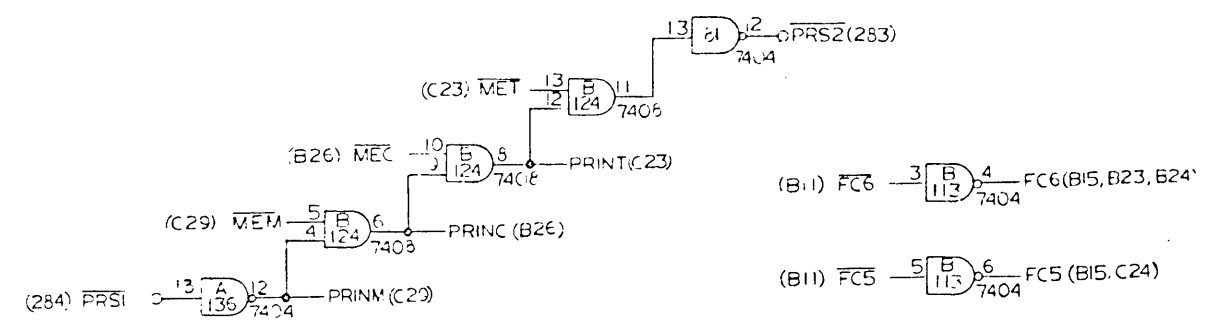 13 81 12 7404 PRS2 (283)
(C23) MET 13 12 B 124 11 7408
(B26) MEC 10 9 B 124 8 7408 PRINT (C23)
(B11) FC6 3 B 113 4 7404 FC6 (B15, B23, B24)
(C29) MEM 5 4 B 124 6 7408 PRINC (B26)
(B11) FC5 5 B 113 6 7404 FC5 (B15, C24)
(284) PRS1 13 A 136 12 7404 PRINM (C29)